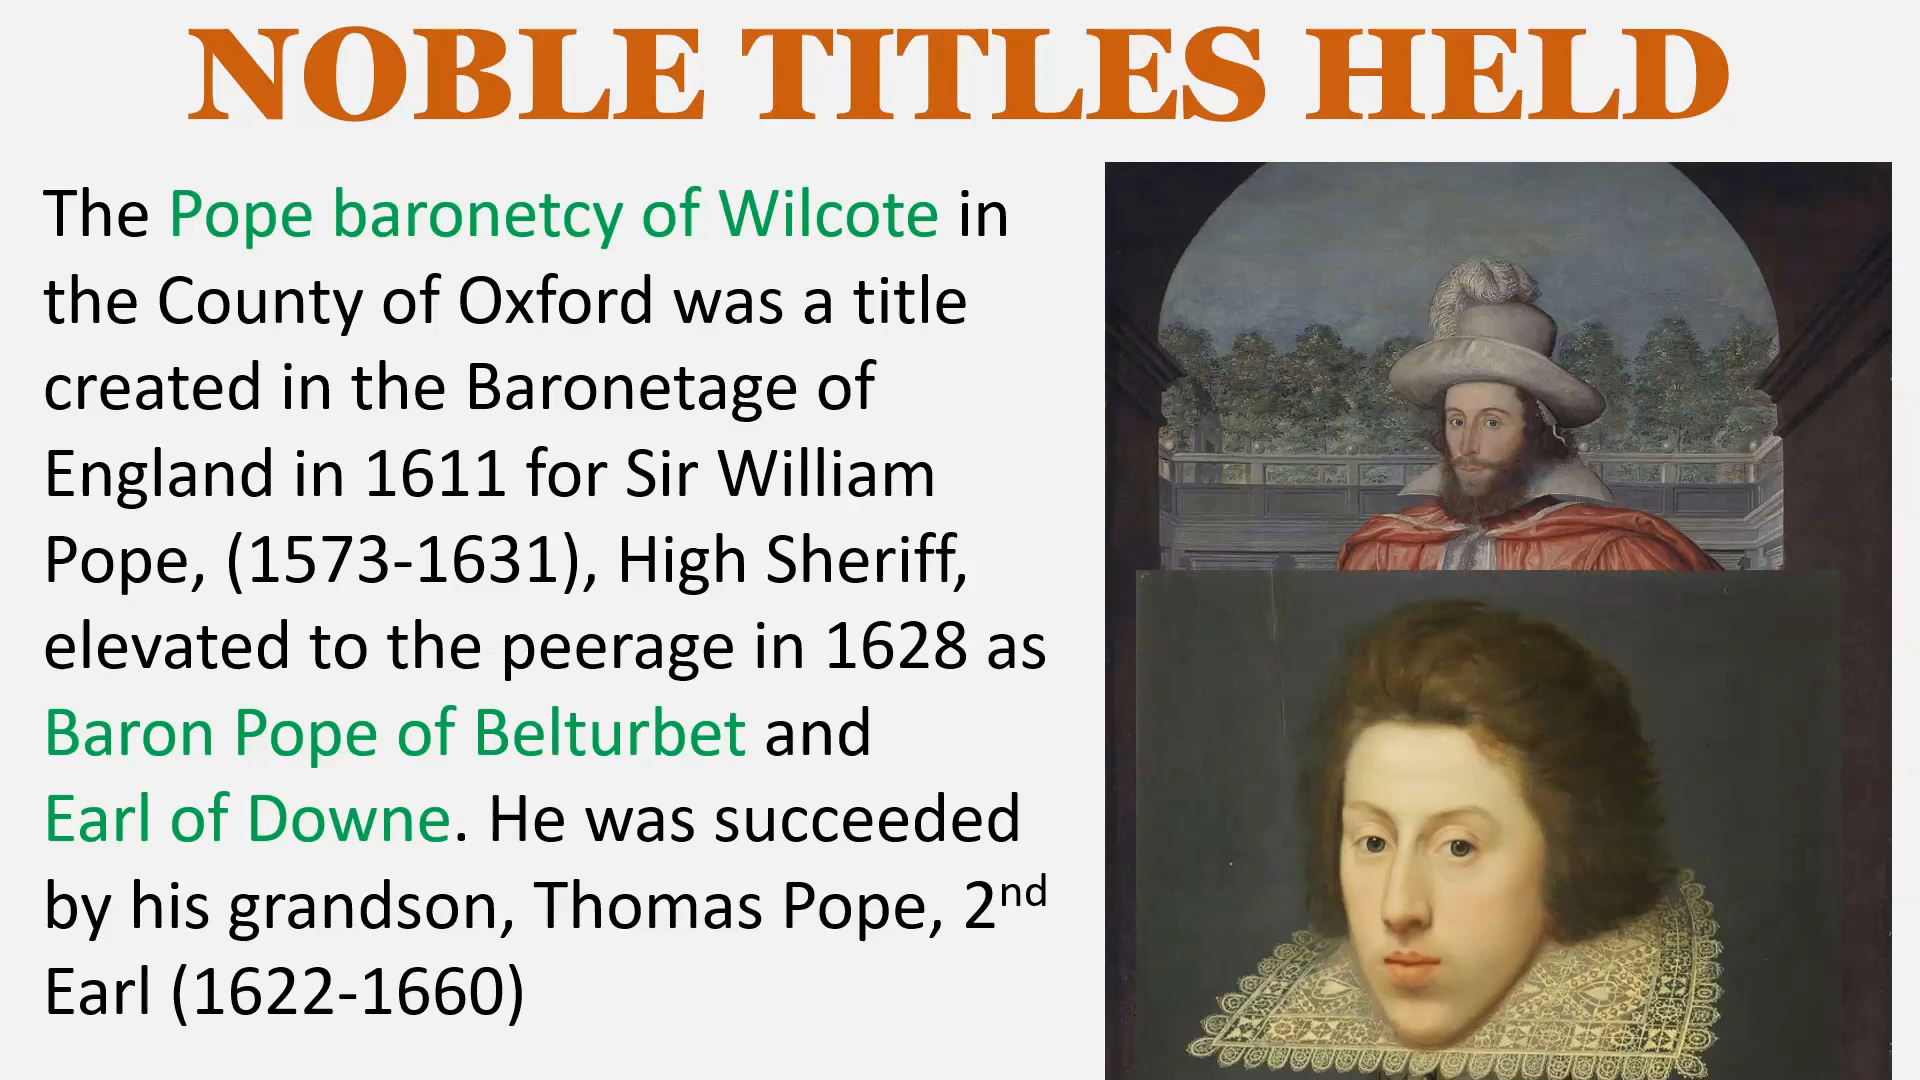 NOBLE TITLES HELD
The Pope baronetcy of Wilcote in
the County of Oxford was a title
created in the Baronetage of
England in 1611 for Sir William
Pope, (1573-1631), High Sheriff,
elevated to the peerage in 1628 as
Baron Pope of Belturbet and
Earl of Downe. He was succeeded
by his grandson, Thomas Pope, 2nd
Earl (1622-1660)